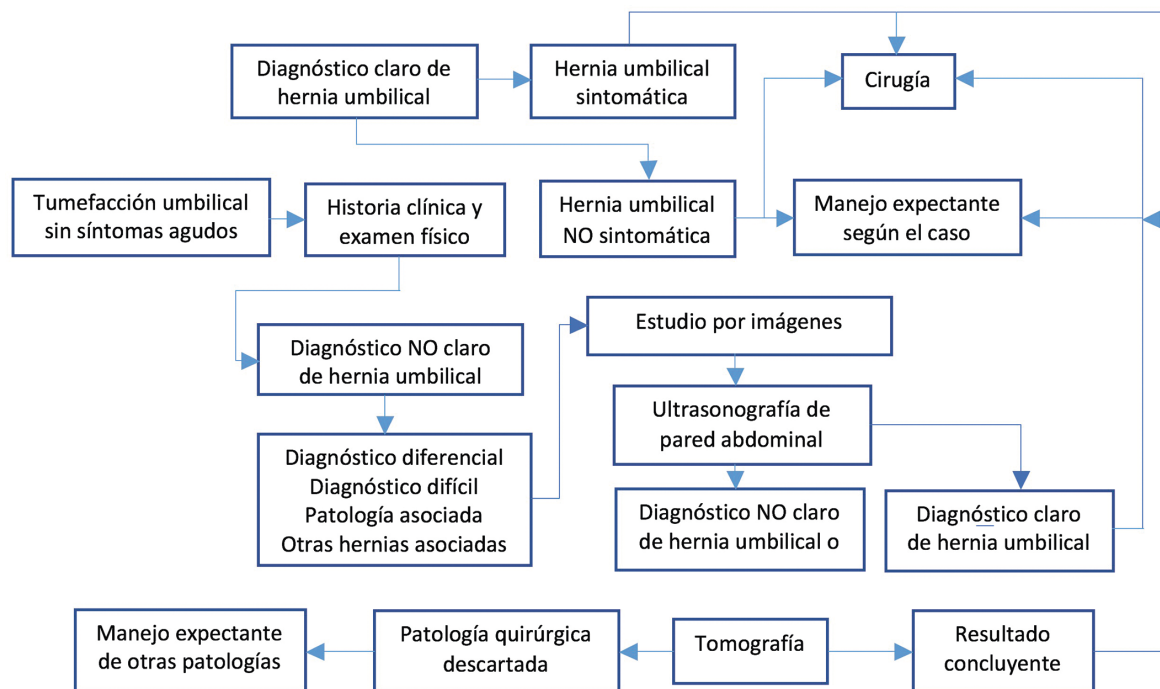 Diagnóstico claro de
hernia umbilical
Hernia umbilical
sintomática
Cirugía
Tumefacción umbilical
sin síntomas agudos
Historia clínica y
examen físico
Hernia umbilical
NO sintomática
Manejo expectante
según el caso
Diagnóstico NO claro
de hernia umbilical
Estudio por imágenes
Ultrasonografía de
pared abdominal
Diagnóstico diferencial
Diagnóstico difícil
Patología asociada
Otras hernias asociadas
Diagnóstico NO claro
de hernia umbilical o
Diagnóstico claro
de hernia umbilical
Manejo expectante
de otras patologías
Patología quirúrgica
descartada
Tomografía
Resultado
concluyente